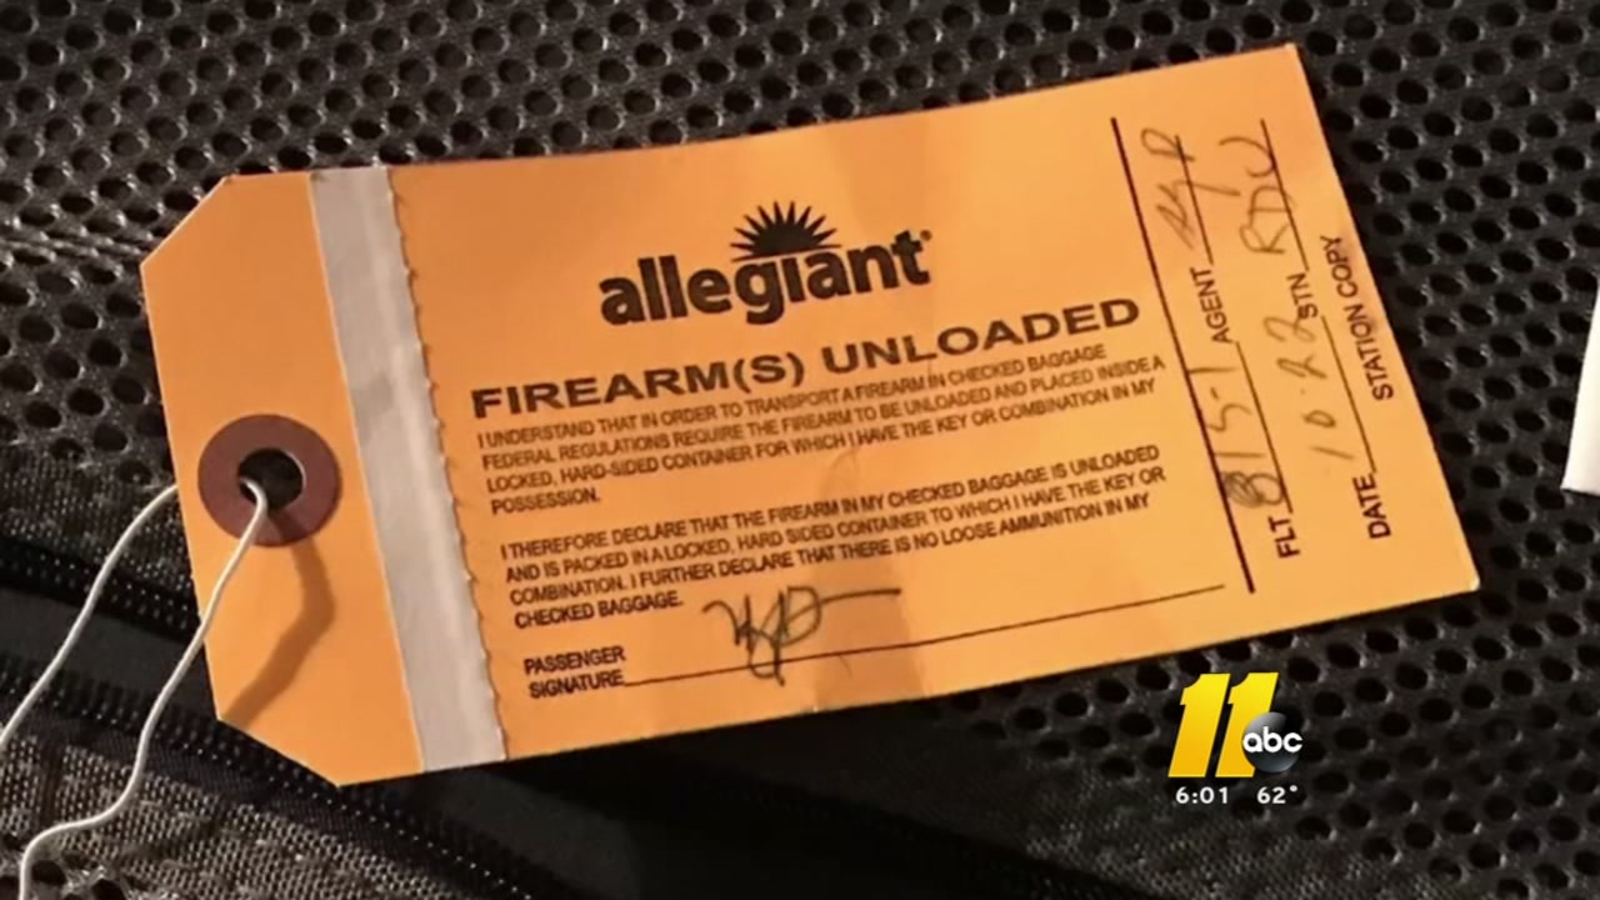 allegiant
FIREARM(S) UNLOADED
I UNDERSTAND THAT IN ORDER TO TRANSPORT A FIREARM IN CHECKED BAGGAGE
FEDERAL REGULATIONS REQUIRE THE FIREARM TO BE UNLOADED AND PLACED INSIDE A
LOCKED, HARD-SIDED CONTAINER FOR WHICH I HAVE THE KEY OR COMBINATION IN MY
POSSESSION.
I THEREFORE DECLARE THAT THE FIREARM IN MY CHECKED BAGGAGE IS UNLOADED
AND IS PACKED IN A LOCKED, HARD SIDED CONTAINER TO WHICH I HAVE THE KEY OR
COMBINATION. I FURTHER DECLARE THAT THERE IS NO LOOSE AMMUNITION IN MY
CHECKED BAGGAGE.
PASSENGER
SIGNATURE
FLT 815-1 AGENT
DATE 10.22 STN RDU
STATION COPY
11 abc
6:01 62°